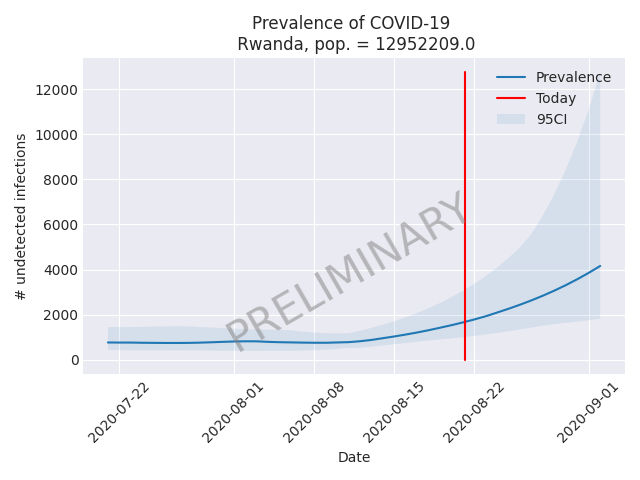 Prevalence of COVID-19
Rwanda, pop. = 12952209.0
Prevalence
Today
95CI
12000
10000
8000
6000
4000
2000
0
# undetected infections
PRELIMINARY
2020-07-22
2020-08-01
2020-08-08
2020-08-15
2020-08-22
2020-09-01
Date